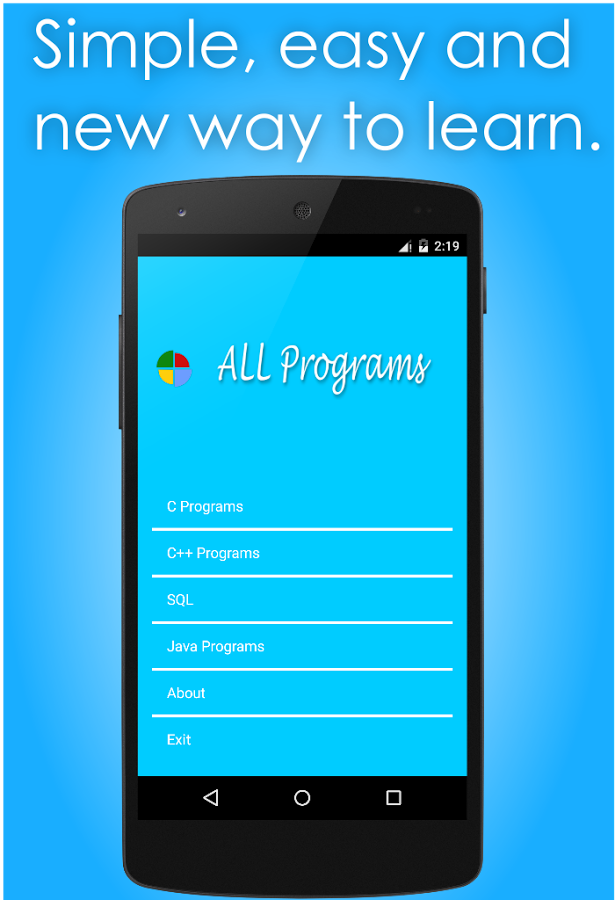 Simple, easy and
new way to learn.
2:19
ALL Programs
C Programs
C++ Programs
SQL
Java Programs
About
Exit